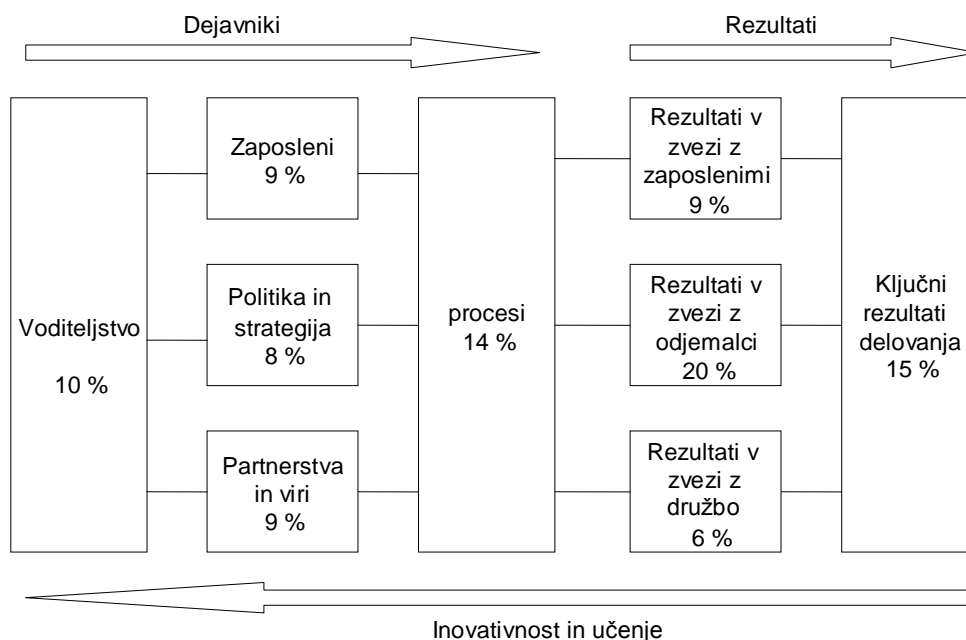 Dejavniki
Rezultati
Voditeljstvo
10 %
Zaposleni
9 %
Politika in
strategija
8 %
Partnerstva
in viri
9 %
procesi
14 %
Rezultati v
zvezi z
zaposlenimi
9 %
Rezultati v
zvezi z
odjemalci
20 %
Rezultati v
zvezi z
družbo
6 %
Ključni
rezultati
delovanja
15 %
Inovativnost in učenje